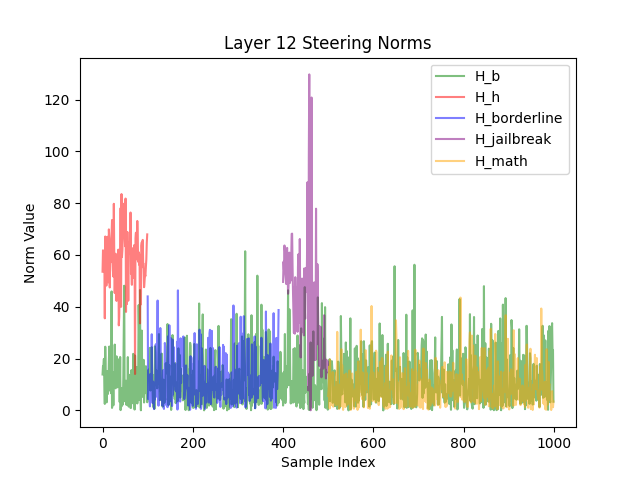 Layer 12 Steering Norms
H_b
H_h
H_borderline
H_jailbreak
H_math
Norm Value
120
100
80
60
40
20
0
0 200 400 600 800 1000
Sample Index